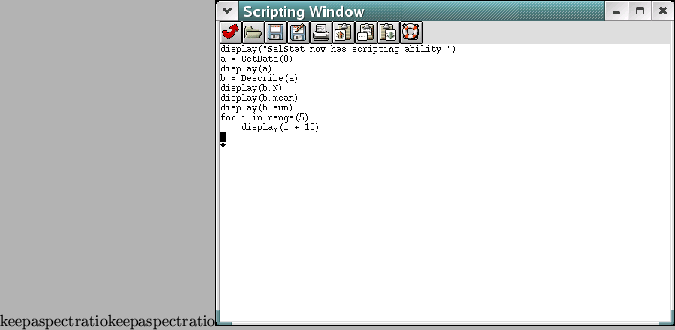 Scripting Window
display("SalStat now has scripting ability ")
a = GetData(0)
display(a)
b = Describe(a)
display(b.N)
display(b.mean)
display(b.sum)
for i in range(5)
display(i + 10)
keepaspectratiokeepaspectratio